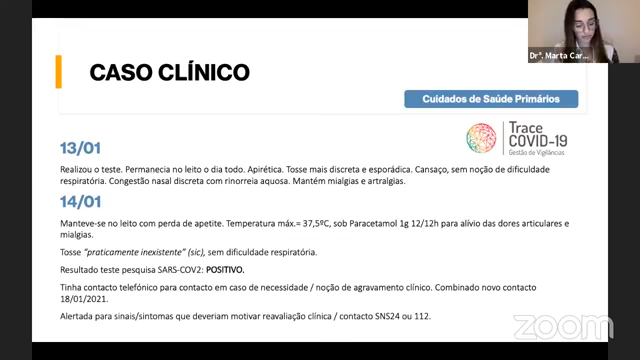 Drª. Marta Car...
CASO CLÍNICO
Cuidados de Saúde Primários
Trace
COVID-19
Gestão de Vigilâncias
13/01
Realizou o teste. Permanecia no leito o dia todo. Apirética. Tosse mais discreta e esporádica. Cansaço, sem noção de dificuldade
respiratória. Congestão nasal discreta com rinorreia aquosa. Mantém mialgias e artralgias.
14/01
Manteve-se no leito com perda de apetite. Temperatura máx.= 37,5ºC, sob Paracetamol 1g 12/12h para alívio das dores articulares e
mialgias.
Tosse "praticamente inexistente" (sic), sem dificuldade respiratória.
Resultado teste pesquisa SARS-COV2: POSITIVO.
Tinha contacto telefónico para contacto em caso de necessidade / noção de agravamento clínico. Combinado novo contacto
18/01/2021.
Alertada para sinais/sintomas que deveriam motivar reavaliação clínica / contacto SNS24 ou 112.
zoom